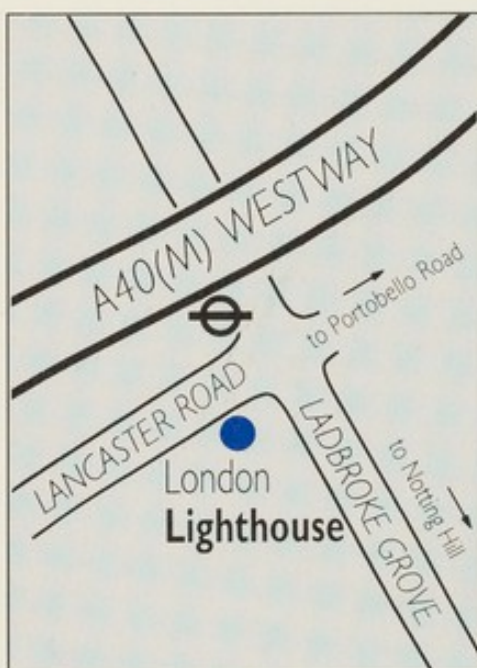 A40(M) WESTWAY
to Portobello Road
LANCASTER ROAD
LADBROKE GROVE
to Notting Hill
London
Lighthouse